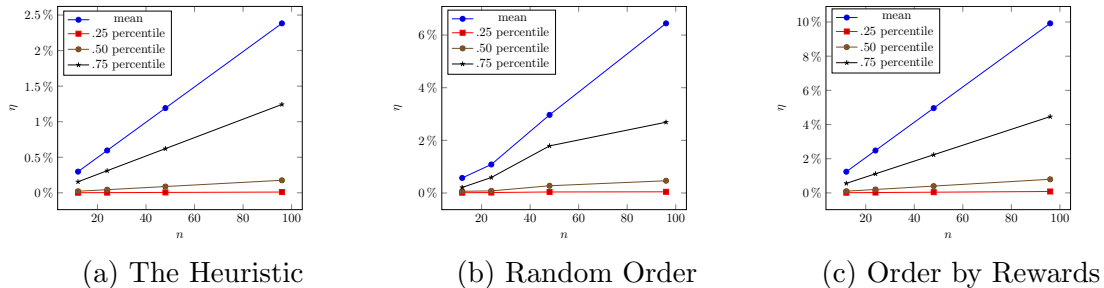 2.5 %
2 %
1.5 %
1 %
0.5 %
0 %
η
mean
.25 percentile
.50 percentile
.75 percentile
20 40 60 80 100
n
(a) The Heuristic
6 %
4 %
2 %
0 %
η
mean
.25 percentile
.50 percentile
.75 percentile
20 40 60 80 100
n
(b) Random Order
10 %
8 %
6 %
4 %
2 %
0 %
η
mean
.25 percentile
.50 percentile
.75 percentile
20 40 60 80 100
n
(c) Order by Rewards